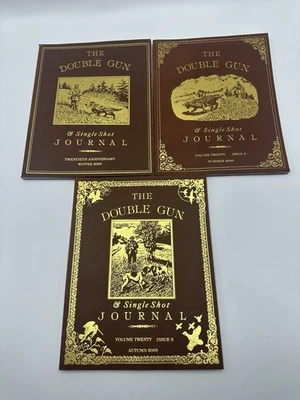 THE
DOUBLE GUN
& Single Shot
JOURNAL
TWENTIETH ANNIVERSARY
WINTER 2009
THE
DOUBLE GUN
& Single Shot
JOURNAL
VOLUME TWENTY ISSUE 2
SUMMER 2009
THE
DOUBLE GUN
& Single Shot
JOURNAL
VOLUME TWENTY ISSUE 3
AUTUMN 2009